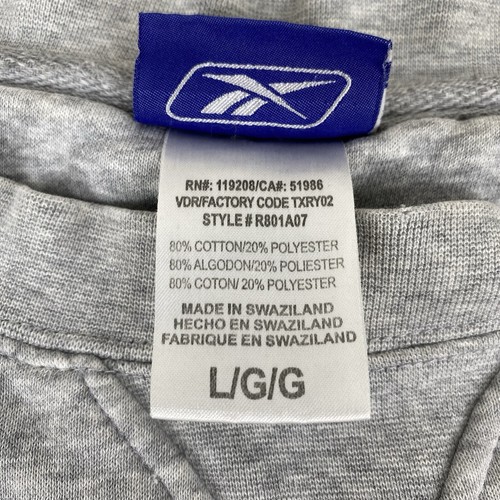 RN#: 119208/CA#: 51986
VDR/FACTORY CODE TXRY02
STYLE # R801A07
80% COTTON/20% POLYESTER
80% ALGODON/20% POLIESTER
80% COTON/ 20% POLYESTER
MADE IN SWAZILAND
HECHO EN SWAZILAND
FABRIQUE EN SWAZILAND
L/G/G